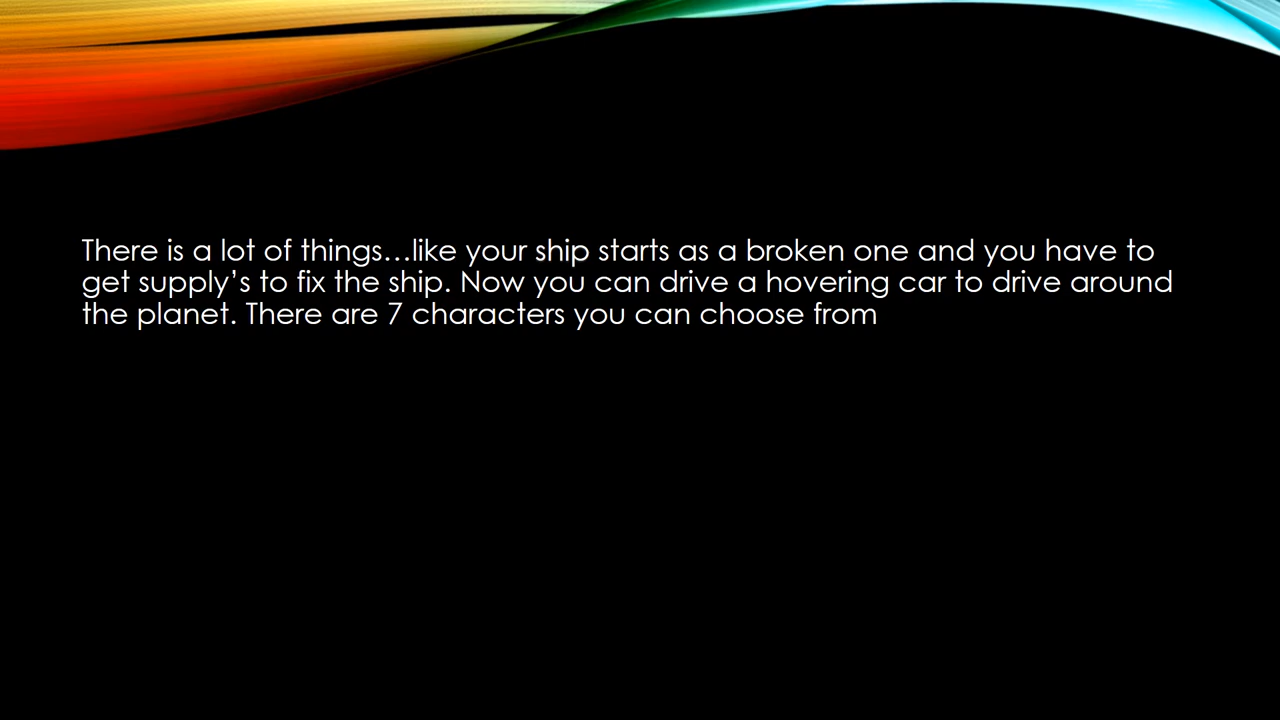 There is a lot of things…like your ship starts as a broken one and you have to
get supply’s to fix the ship. Now you can drive a hovering car to drive around
the planet. There are 7 characters you can choose from